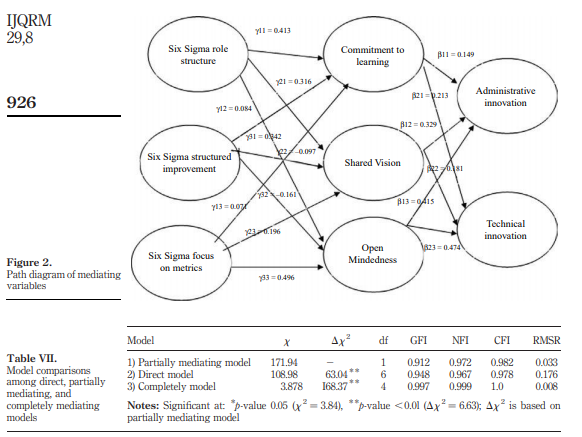 IJQRM
29,8
926
γ11 = 0.413
Six Sigma role
structure
Commitment to
learning
β11 = 0.149
γ21 = 0.316
β21=0.213
Administrative
innovation
γ12 = 0.084
β12 = 0.329
γ31 = 0.342
γ22 = -0.097
Six Sigma structured
improvement
Shared Vision
β22 = 0.181
γ32 = -0.161
γ13 = 0.071
β13 = 0.415
γ23 = 0.196
Technical
innovation
Six Sigma focus
on metrics
Open
Mindedness
β23 = 0.474
γ33 = 0.496
Figure 2.
Path diagram of mediating
variables
Model χ Δχ² df GFI NFI CFI RMSR
1) Partially mediating model 171.94 – 1 0.912 0.972 0.982 0.033
2) Direct model 108.98 63.04** 6 0.948 0.967 0.978 0.176
3) Completely model 3.878 l68.37** 4 0.997 0.999 1.0 0.008
Table VII.
Model comparisons
among direct, partially
mediating, and
completely mediating
models
Notes: Significant at: *p-value 0.05 (χ² = 3.84), **p-value <0.0l (Δχ² = 6.63); Δχ² is based on
partially mediating model